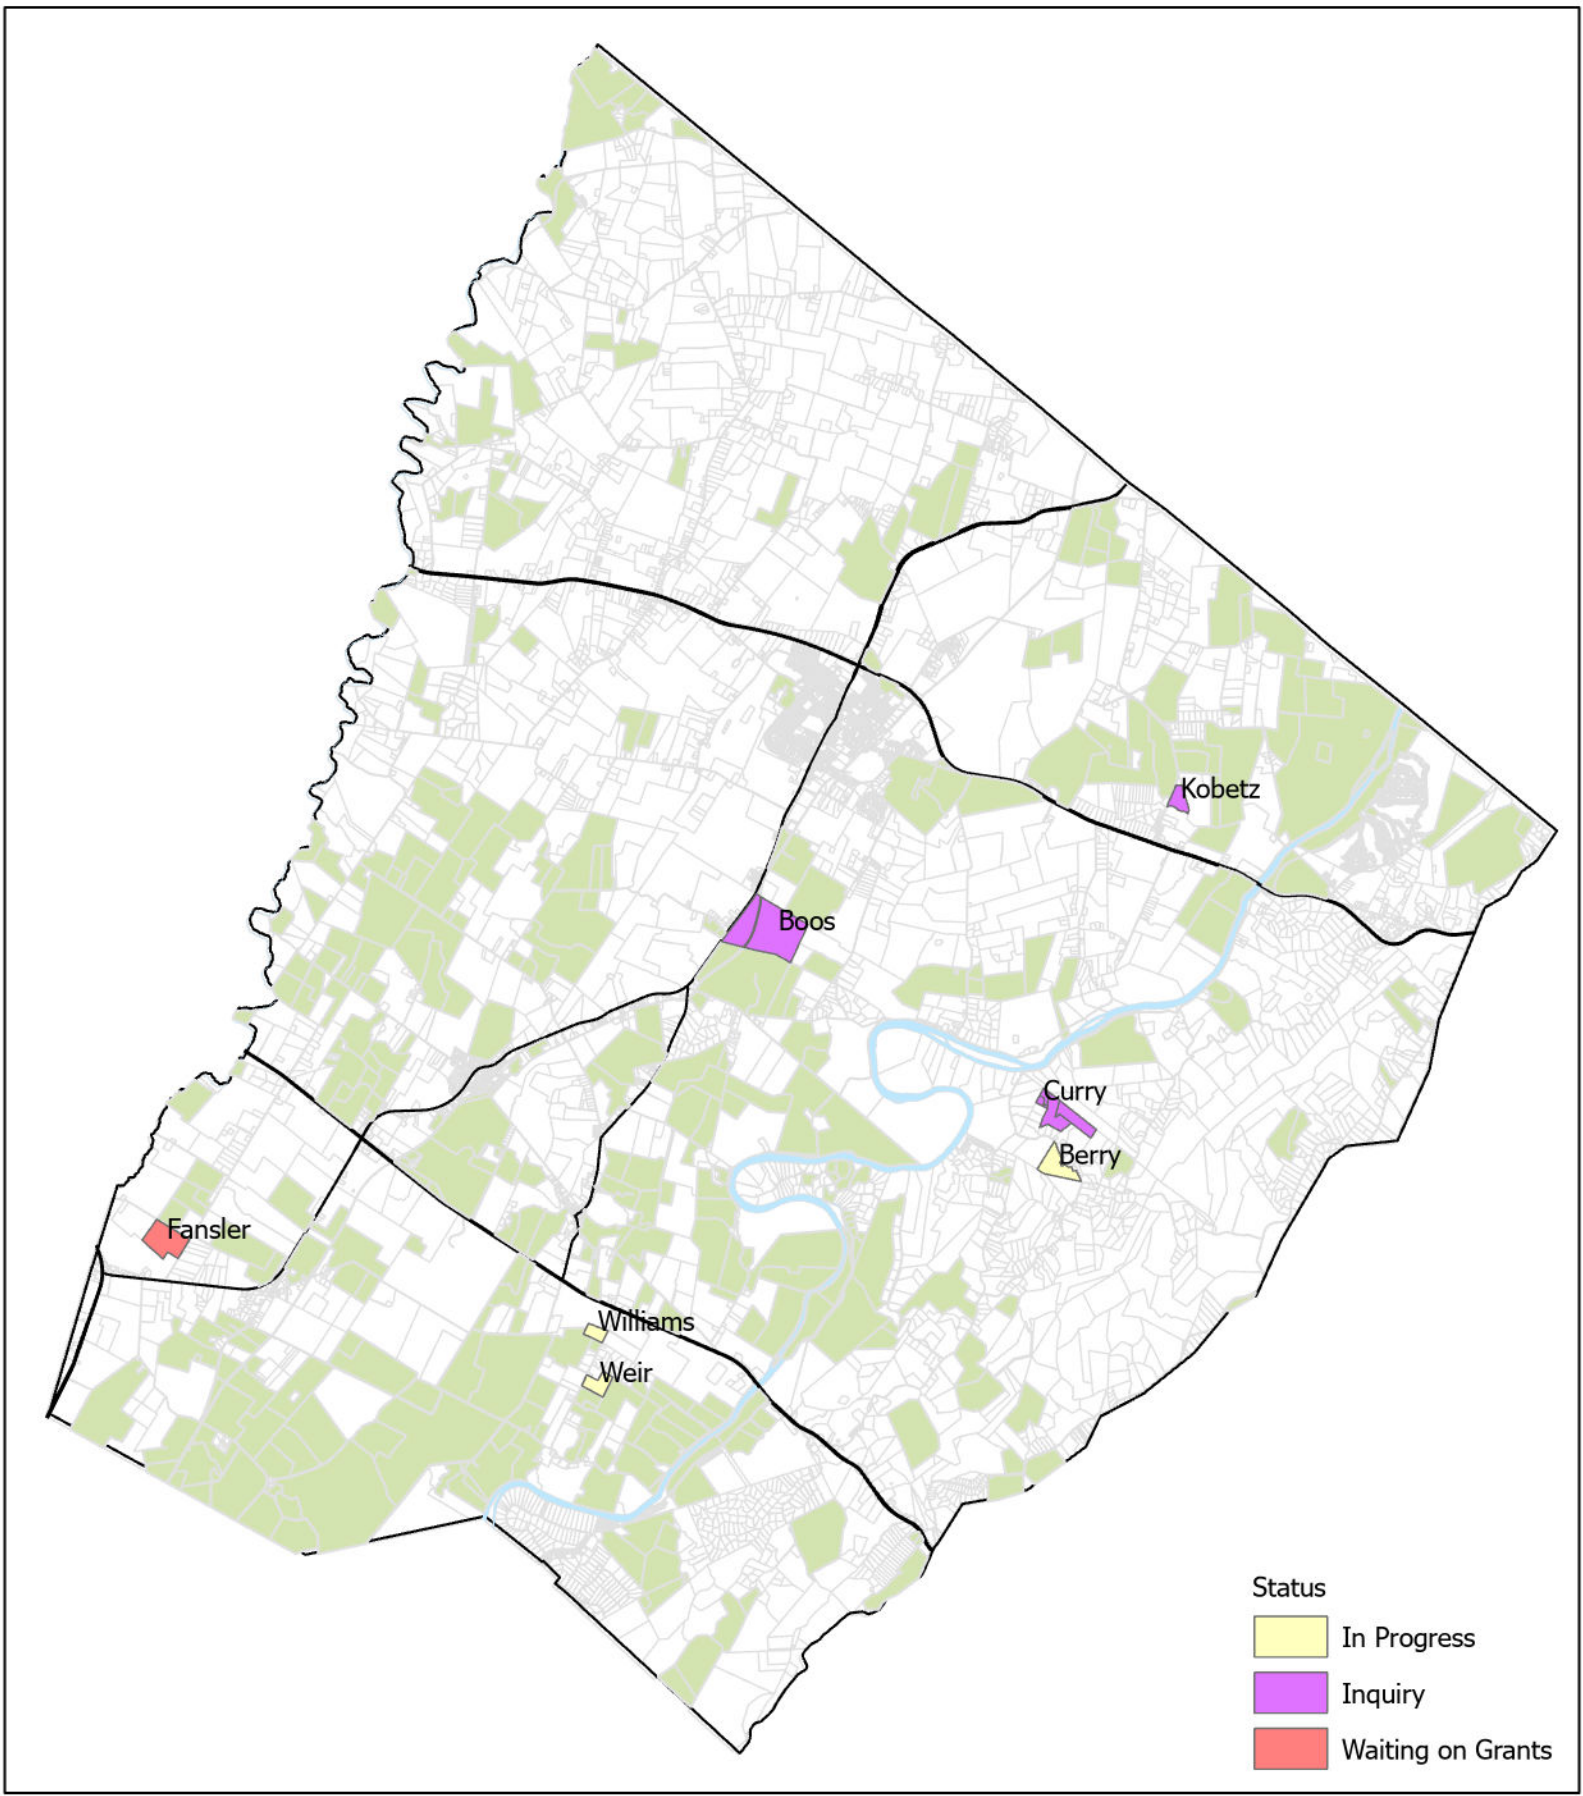 Kobetz
Boos
Curry
Berry
Fansler
Williams
Weir
Status
In Progress
Inquiry
Waiting on Grants